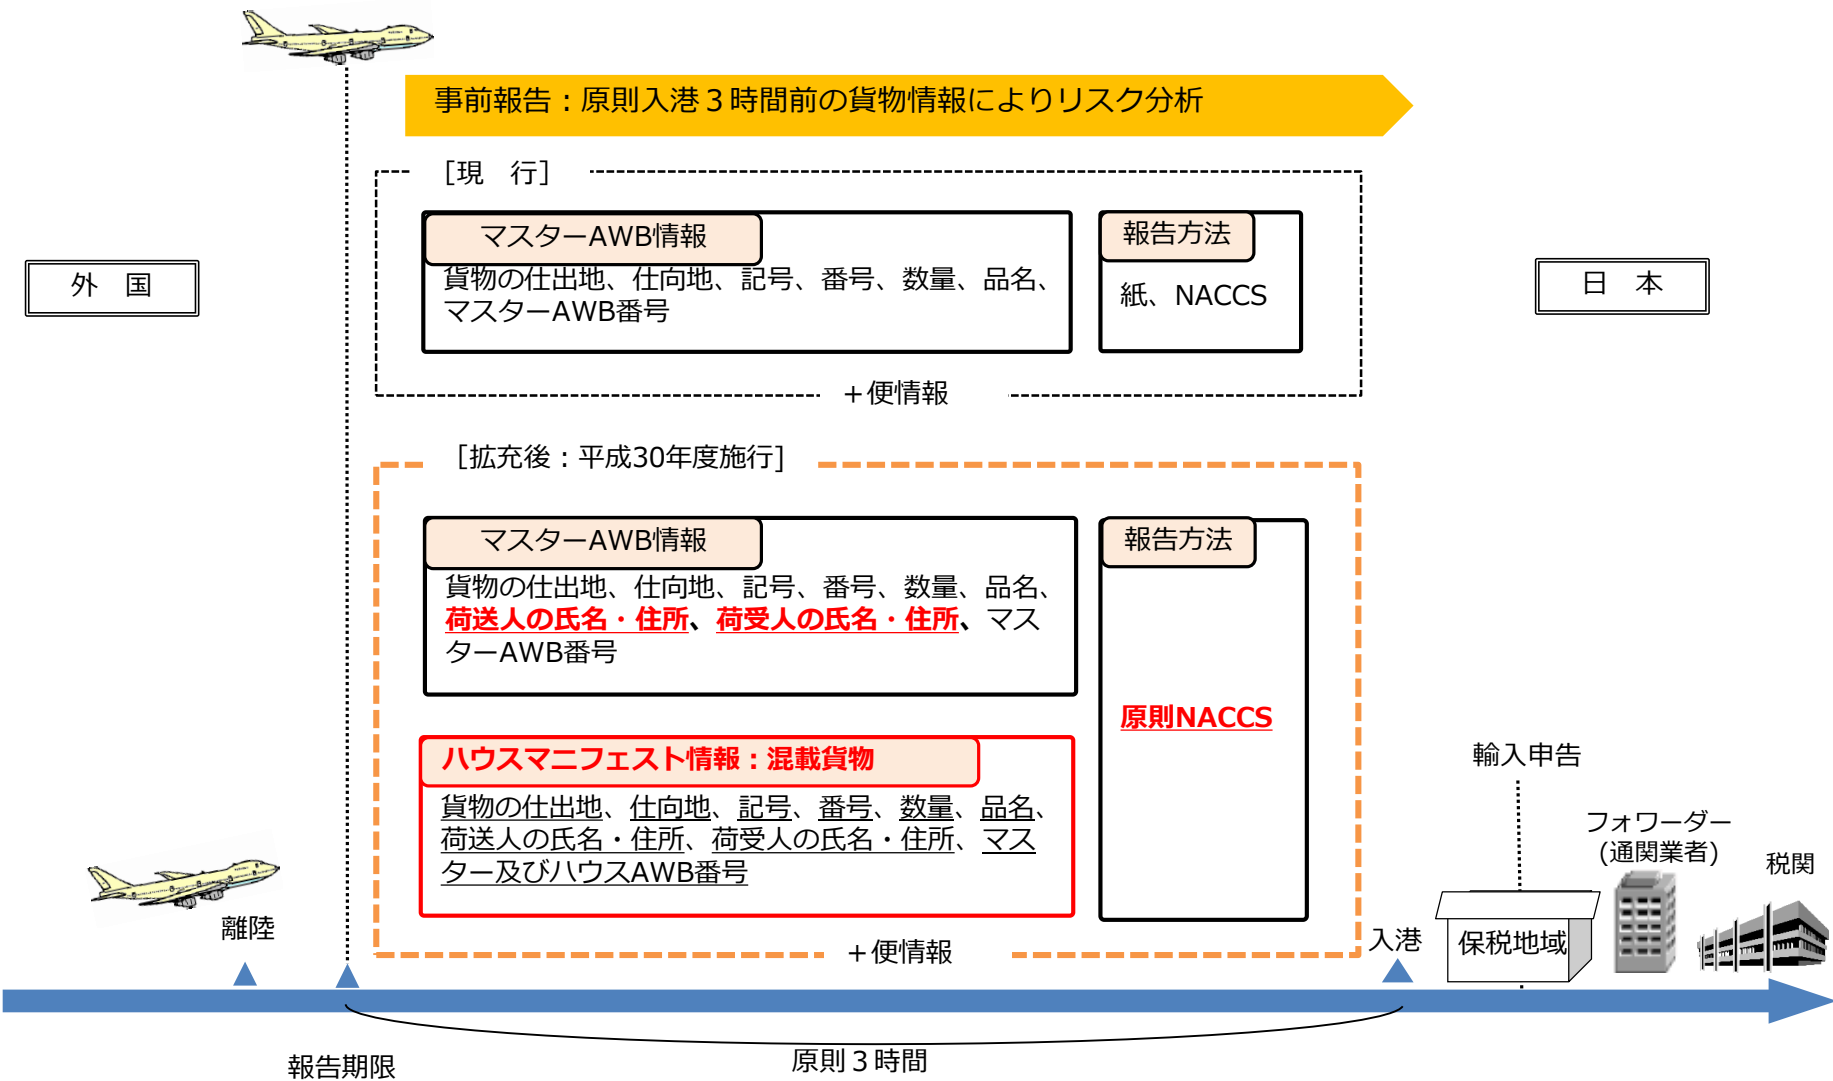 事前報告：原則入港３時間前の貨物情報によりリスク分析
［現　行］
マスターAWB情報
貨物の仕出地、仕向地、記号、番号、数量、品名、
マスターAWB番号
報告方法
紙、NACCS
＋便情報
外　国
日　本
［拡充後：平成30年度施行］
マスターAWB情報
貨物の仕出地、仕向地、記号、番号、数量、品名、
荷送人の氏名・住所、荷受人の氏名・住所、マス
ターAWB番号
報告方法
原則NACCS
ハウスマニフェスト情報：混載貨物
貨物の仕出地、仕向地、記号、番号、数量、品名、
荷送人の氏名・住所、荷受人の氏名・住所、マス
ター及びハウスAWB番号
＋便情報
離陸
入港
輸入申告
保税地域
フォワーダー
(通関業者)
税関
報告期限
原則３時間